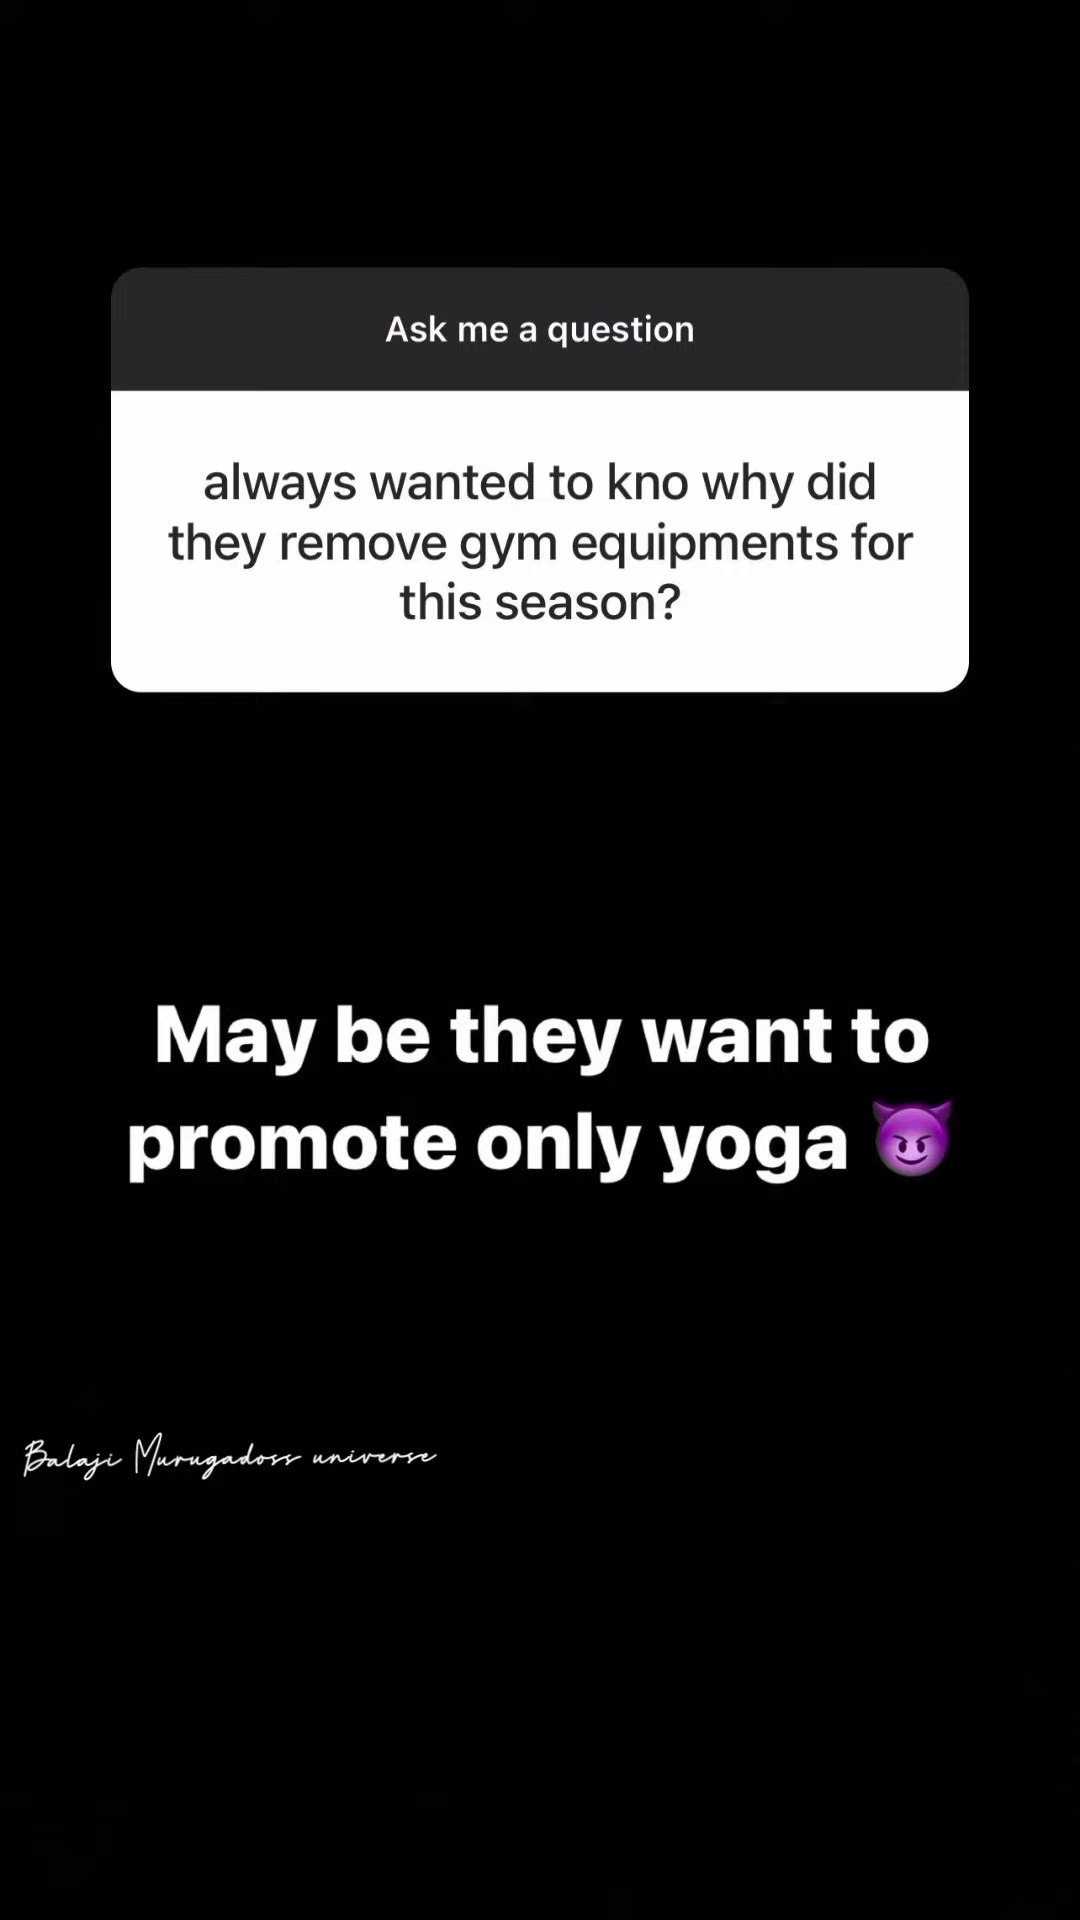 Ask me a question
always wanted to kno why did
they remove gym equipments for
this season?
May be they want to
promote only yoga 😈
Balaji Murugadoss universe